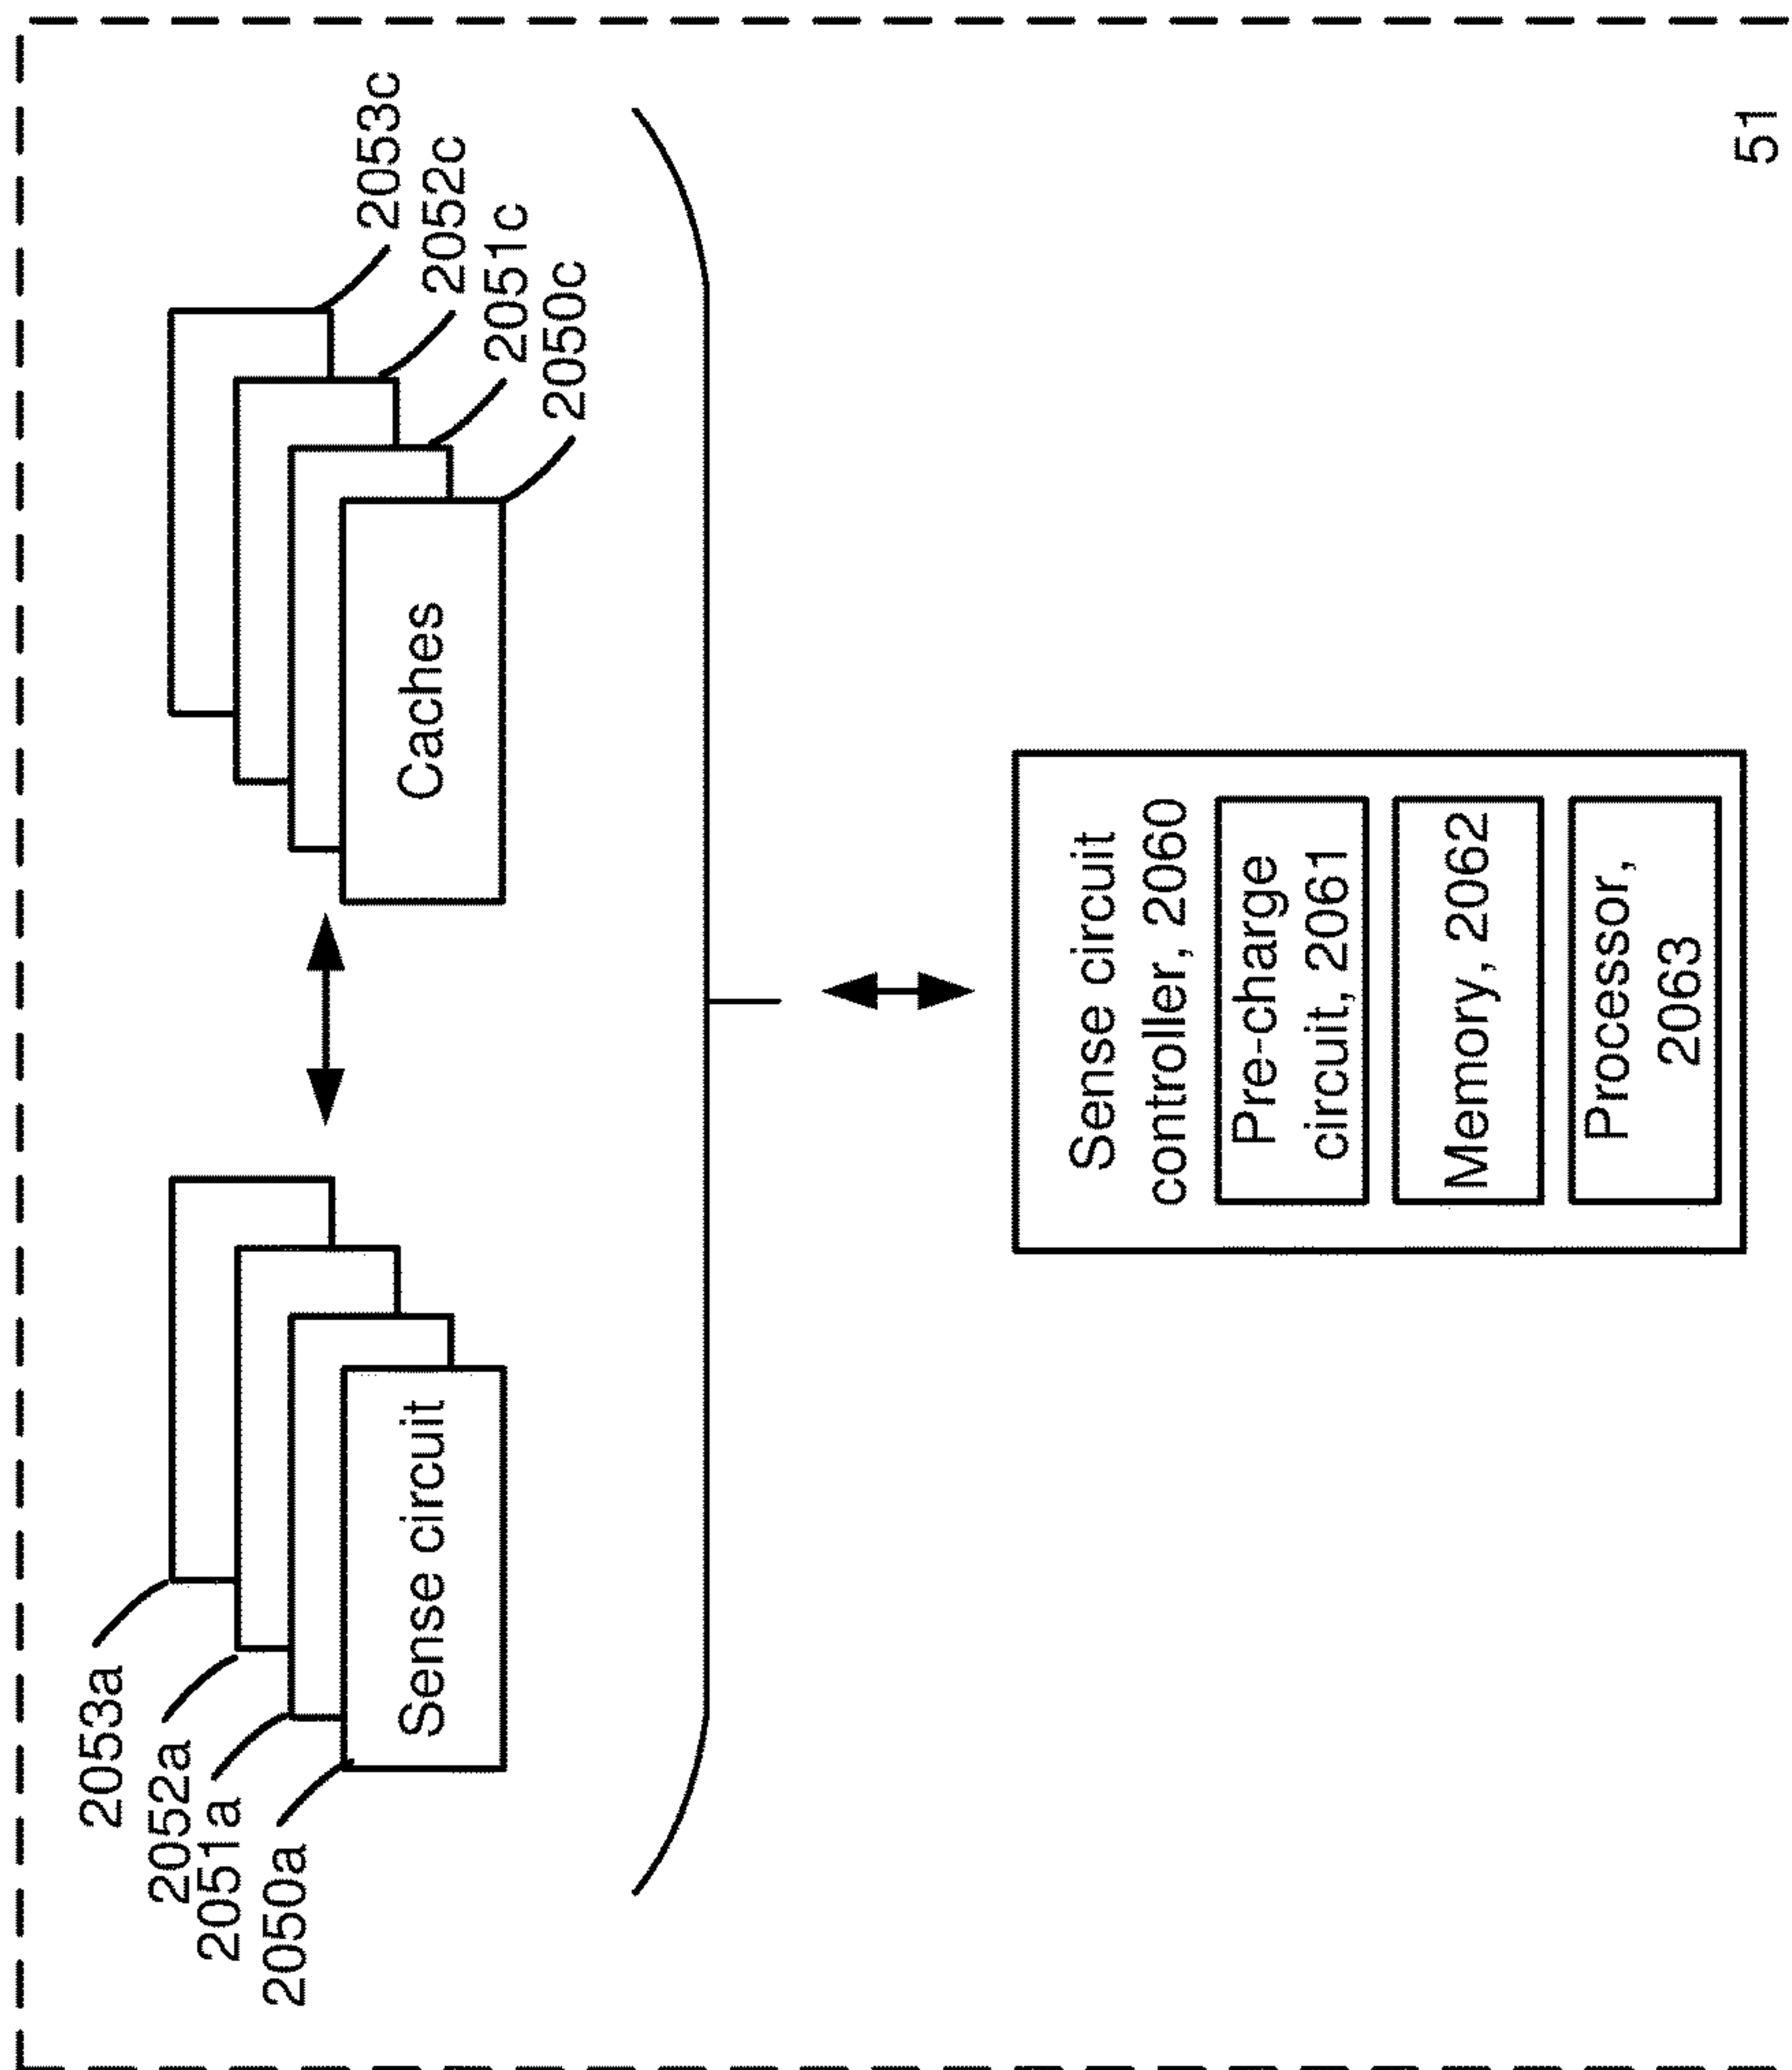 2053a
2052a
2051a
2050a
Sense circuit
Caches
2053c
2052c
2051c
2050c
Sense circuit
controller, 2060
Pre-charge
circuit, 2061
Memory, 2062
Processor,
2063
51